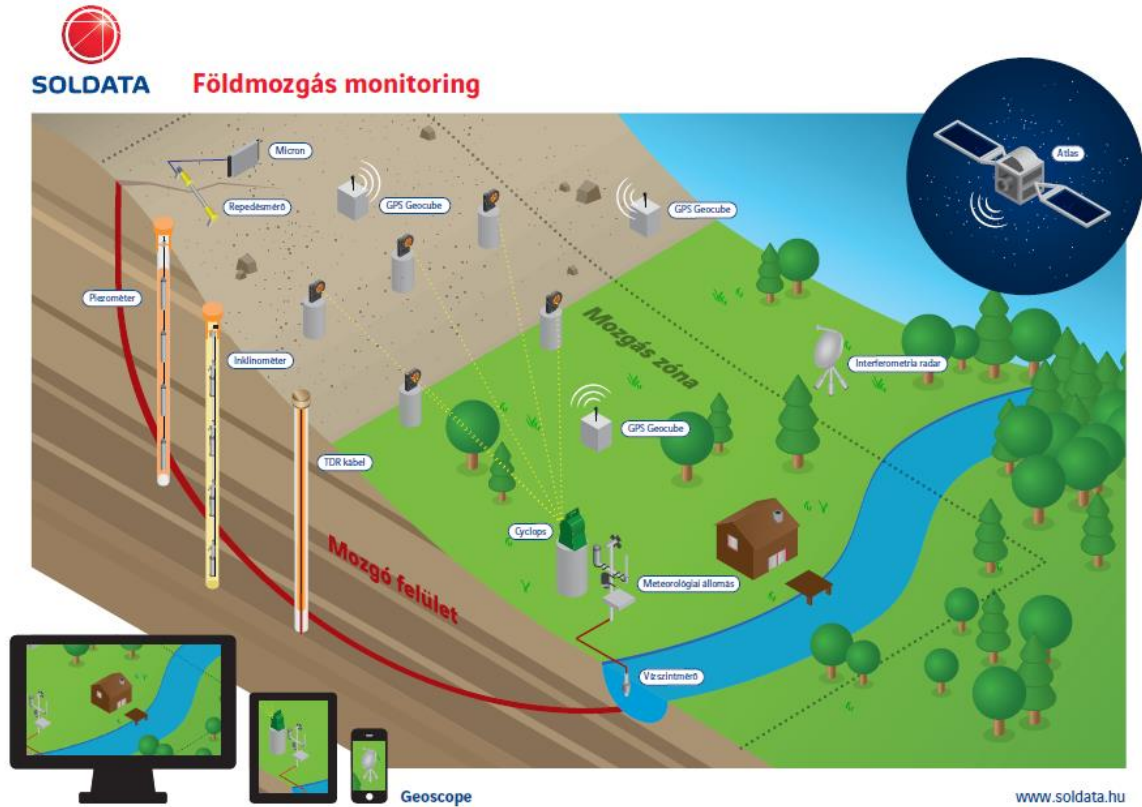 SOLDATA
Földmozgás monitoring
Micron
Atlas
Repedésmérő
GPS Geocube
GPS Geocube
Piezométer
Mozgás zóna
Inklinométer
Interferometria radar
GPS Geocube
TDR kábel
Cyclops
Mozgó felület
Meteorológiai állomás
Vízszintmérő
Geoscope
www.soldata.hu